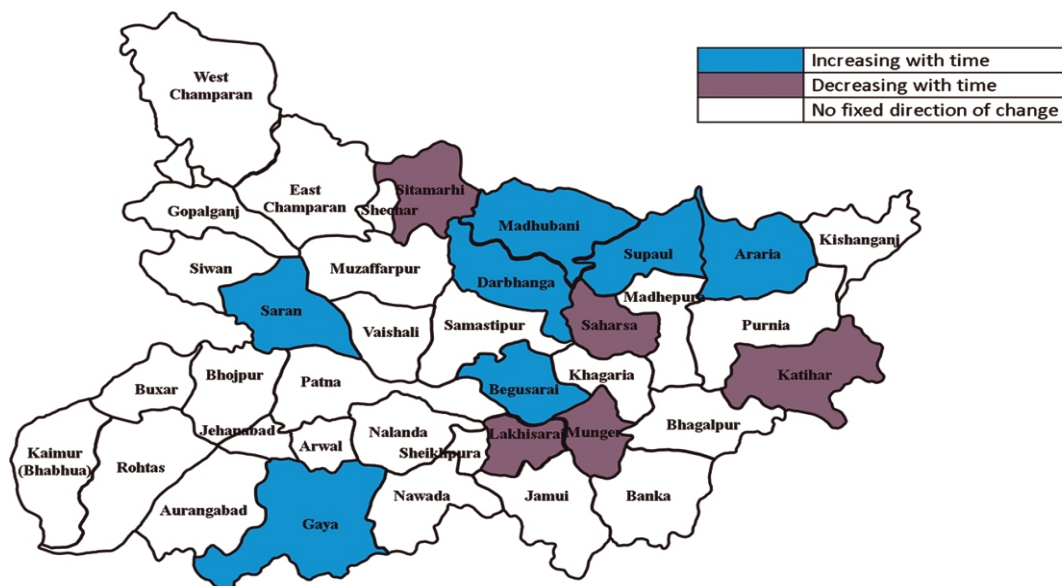 Increasing with time
Decreasing with time
No fixed direction of change
West
Champaran
East
Champaran
Sheohar
Sitamarhi
Gopalganj
Madhubani
Siwan
Muzaffarpur
Supaul
Araria
Kishanganj
Darbhanga
Madhepura
Saran
Vaishali
Samastipur
Saharsa
Purnia
Buxar
Bhojpur
Patna
Begusarai
Khagaria
Katihar
Kaimur
(Bhabhua)
Rohtas
Jehanabad
Arwal
Nalanda
Sheikhpura
Lakhisarai
Munger
Bhagalpur
Aurangabad
Gaya
Nawada
Jamui
Banka